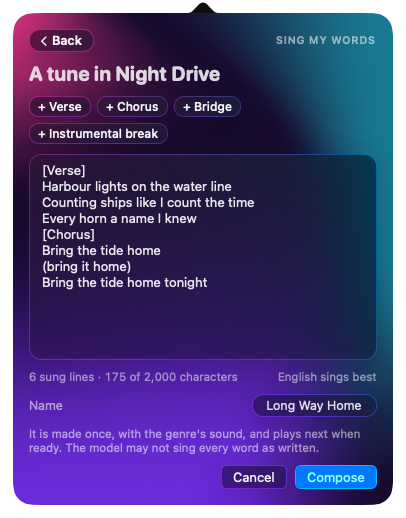 Back
SING MY WORDS
A tune in Night Drive
+ Verse
+ Chorus
+ Bridge
+ Instrumental break
[Verse]
Harbour lights on the water line
Counting ships like I count the time
Every horn a name I knew
[Chorus]
Bring the tide home
(bring it home)
Bring the tide home tonight
6 sung lines · 175 of 2,000 characters
English sings best
Name
Long Way Home
It is made once, with the genre's sound, and plays next when
ready. The model may not sing every word as written.
Cancel
Compose